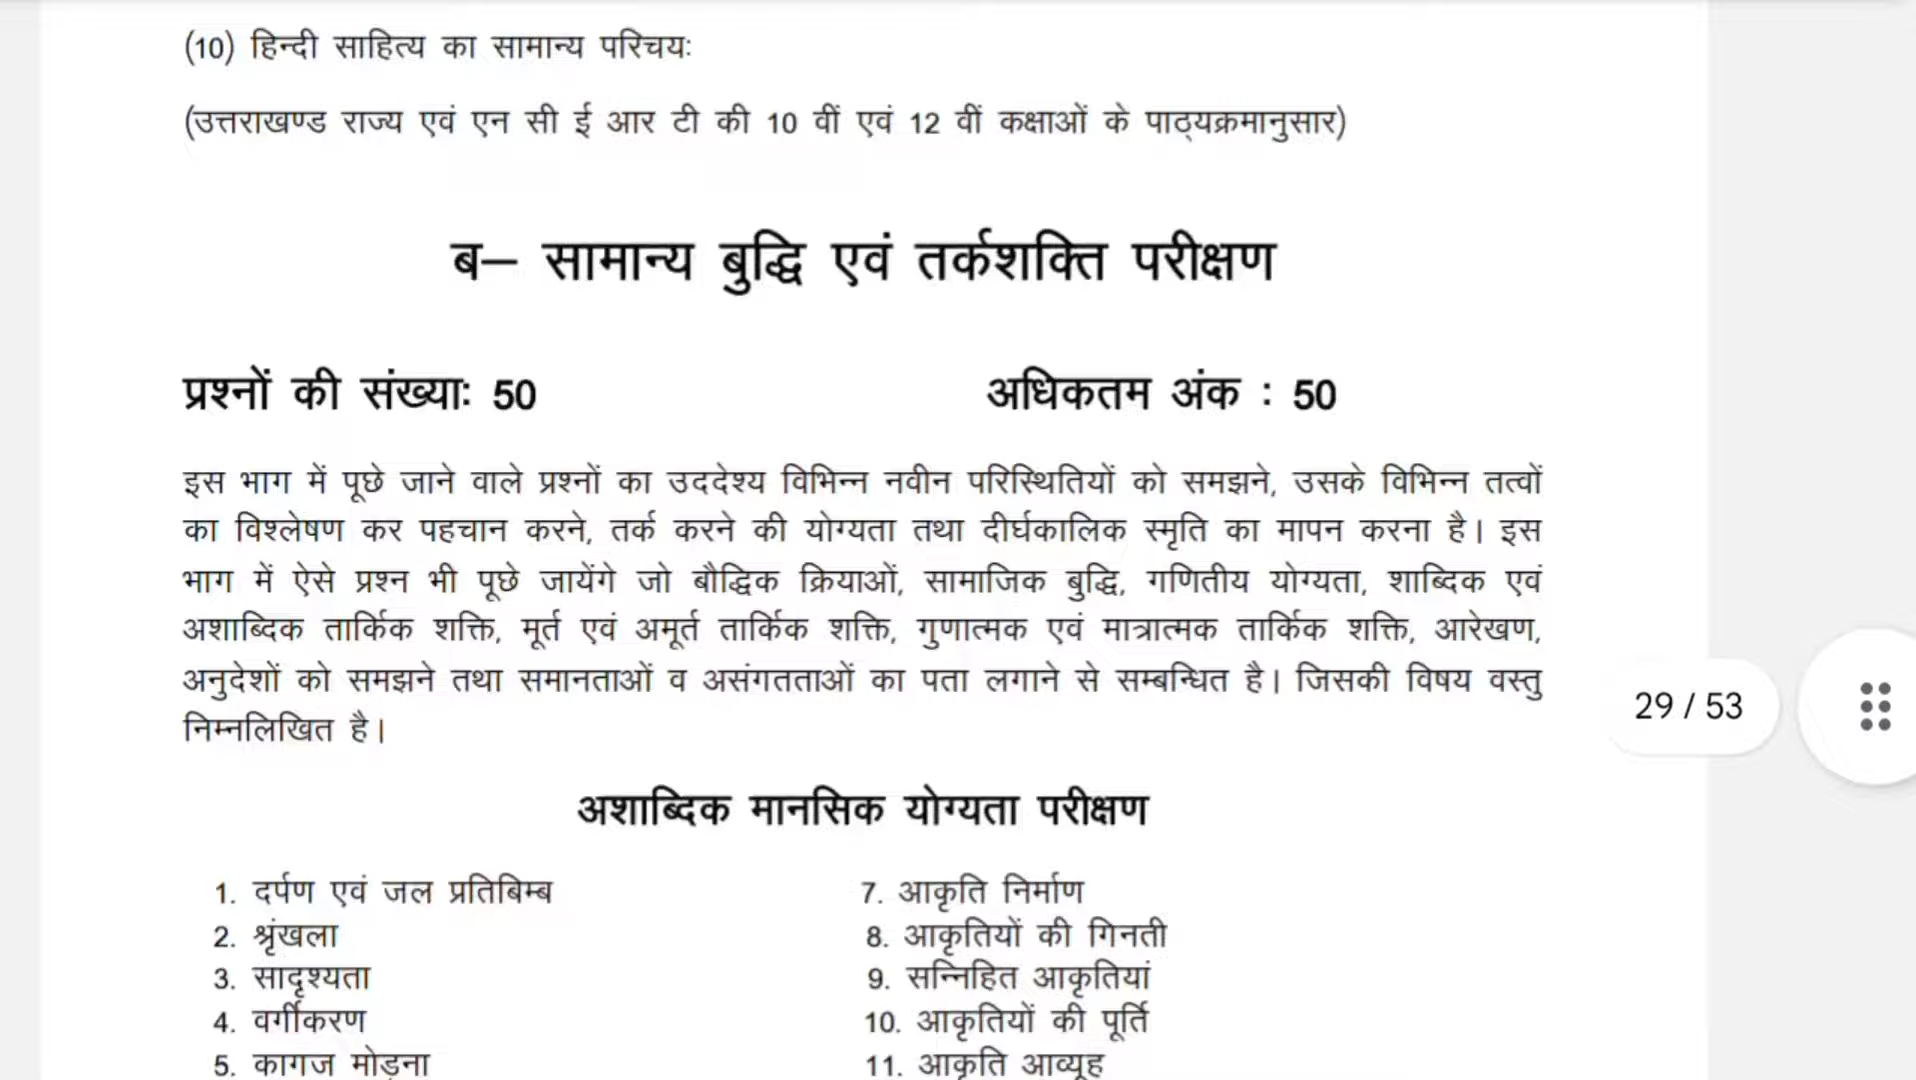 (10) हिन्दी साहित्य का सामान्य परिचयः
(उत्तराखण्ड राज्य एवं एन सी ई आर टी की 10 वीं एवं 12 वीं कक्षाओं के पाठ्यक्रमानुसार)
ब– सामान्य बुद्धि एवं तर्कशक्ति परीक्षण
प्रश्नों की संख्याः 50 अधिकतम अंक : 50
इस भाग में पूछे जाने वाले प्रश्नों का उददेश्य विभिन्न नवीन परिस्थितियों को समझने, उसके विभिन्न तत्वों
का विश्लेषण कर पहचान करने, तर्क करने की योग्यता तथा दीर्घकालिक स्मृति का मापन करना है। इस
भाग में ऐसे प्रश्न भी पूछे जायेंगे जो बौद्धिक क्रियाओं, सामाजिक बुद्धि, गणितीय योग्यता, शाब्दिक एवं
अशाब्दिक तार्किक शक्ति, मूर्त एवं अमूर्त तार्किक शक्ति, गुणात्मक एवं मात्रात्मक तार्किक शक्ति, आरेखण,
अनुदेशों को समझने तथा समानताओं व असंगतताओं का पता लगाने से सम्बन्धित है। जिसकी विषय वस्तु
निम्नलिखित है।
29 / 53
अशाब्दिक मानसिक योग्यता परीक्षण
1. दर्पण एवं जल प्रतिबिम्ब
2. श्रृंखला
3. सादृश्यता
4. वर्गीकरण
5. कागज मोड़ना
7. आकृति निर्माण
8. आकृतियों की गिनती
9. सन्निहित आकृतियां
10. आकृतियों की पूर्ति
11. आकृति आव्यूह